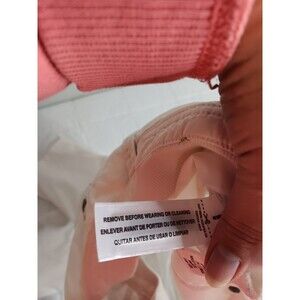 REMOVE BEFORE WEARING OR CLEANING
ENLEVER AVANT DE PORTER OU DE NETTOYER
QUITAR ANTES DE USAR O LIMPIAR